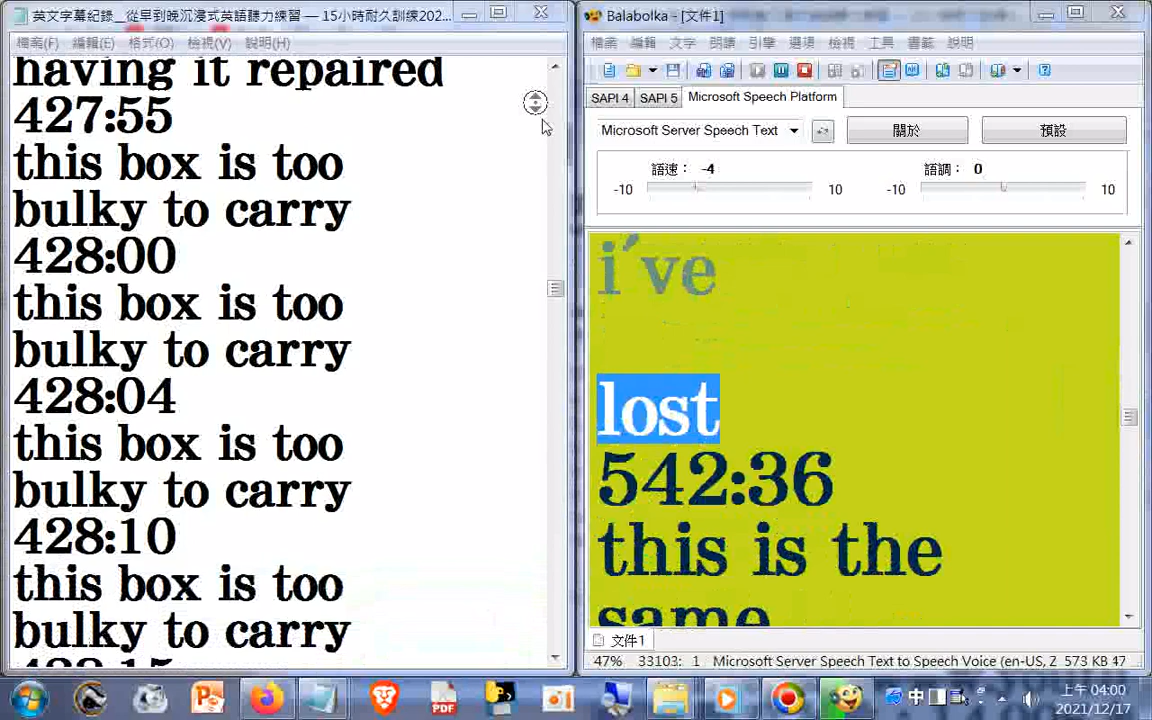 英文字幕紀錄__從早到晚沉浸式英語聽力練習 — 15小時耐久訓練202...
檔案(F) 編輯(E) 格式(O) 檢視(V) 說明(H)
having it repaired
427:55
this box is too
bulky to carry
428:00
this box is too
bulky to carry
428:04
this box is too
bulky to carry
428:10
this box is too
bulky to carry
428:15
Balabolka - [文件1]
檔案 編輯 文字 朗讀 引擎 選項 檢視 工具 書籤 說明
SAPI 4 SAPI 5 Microsoft Speech Platform
Microsoft Server Speech Text 關於 預設
語速： -4 語調： 0
-10 10 -10 10
i´ve
lost
542:36
this is the
same
文件1
47% 33103: 1 Microsoft Server Speech Text to Speech Voice (en-US, Z 573 KB 47
PDF
中
上午 04:00
2021/12/17